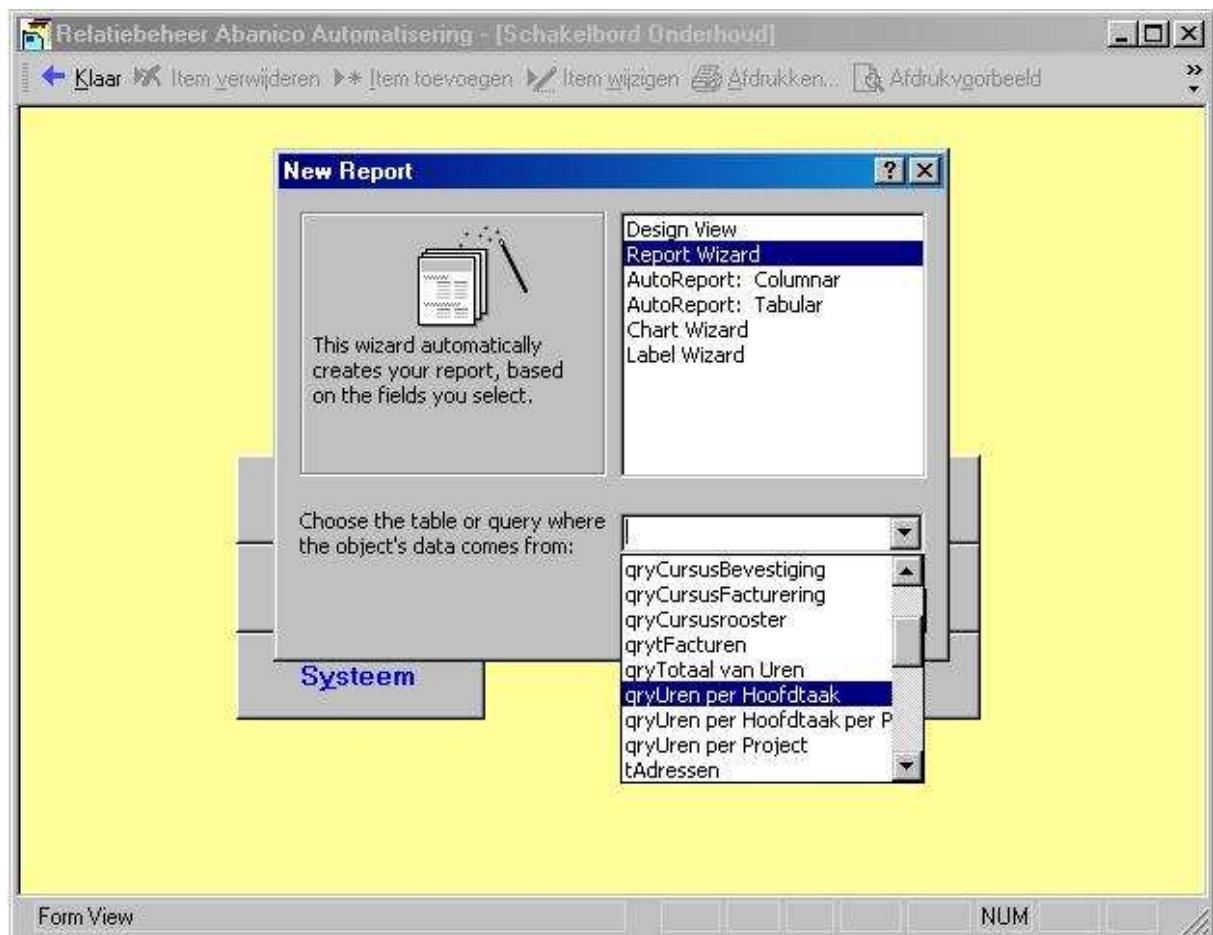 Relatiebeheer Abanico Automatisering - [Schakelbord Onderhoud]
Klaar Item verwijderen Item toevoegen Item wijzigen Afdrukken... Afdrukvoorbeeld
New Report
This wizard automatically
creates your report, based
on the fields you select.
Design View
Report Wizard
AutoReport: Columnar
AutoReport: Tabular
Chart Wizard
Label Wizard
Choose the table or query where
the object's data comes from:
qryCursusBevestiging
qryCursusFacturering
qryCursusrooster
qrytFacturen
qryTotaal van Uren
qryUren per Hoofdtaak
qryUren per Hoofdtaak per P
qryUren per Project
tAdressen
Systeem
Form View
NUM